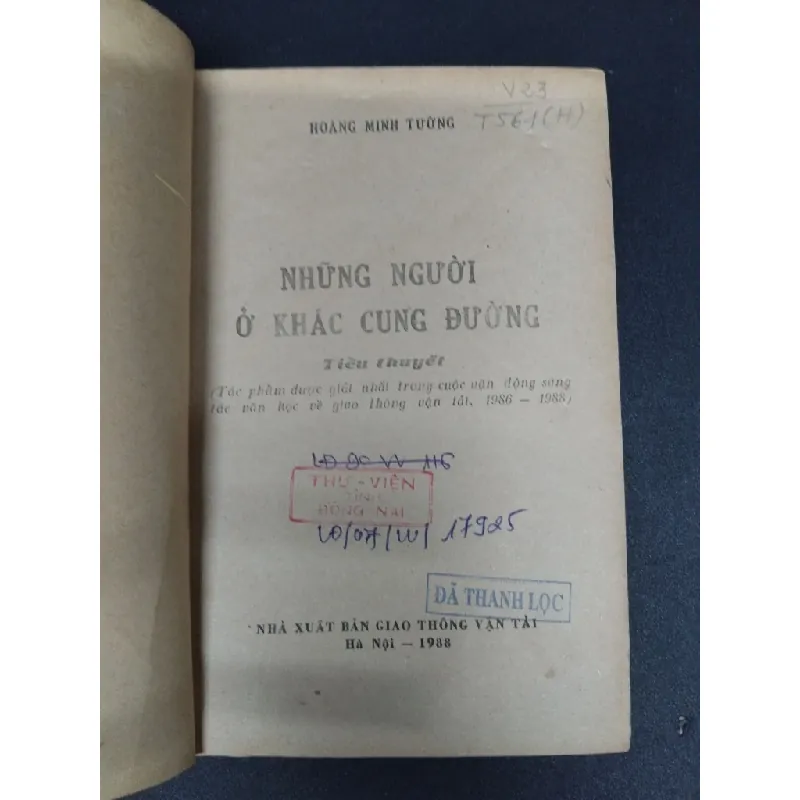 V23
T561(H)
HOÀNG MINH TƯỜNG
NHỮNG NGƯỜI
Ở KHÁC CUNG ĐƯỜNG
Tiểu thuyết
(Tác phẩm được giải nhất trong cuộc vận động sáng
tác văn học về giao thông vận tải, 1986 — 1988)
THƯ - VIỆN
TỈNH
ĐỒNG NAI
17925
ĐÃ THANH LỌC
NHÀ XUẤT BẢN GIAO THÔNG VẬN TẢI
Hà Nội — 1988